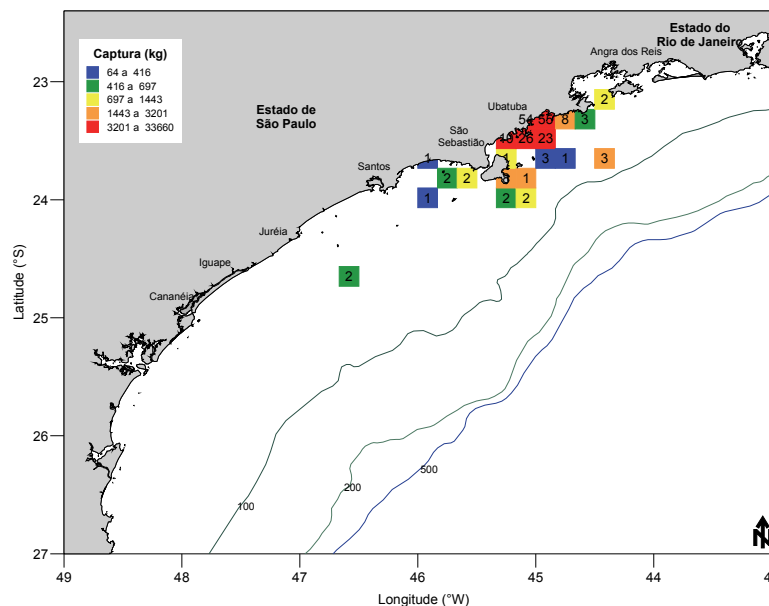 Estado do
Rio de Janeiro
Angra dos Reis
Captura (kg)
64 a 416
416 a 697
697 a 1443
1443 a 3201
3201 a 33660
Estado de
São Paulo
Ubatuba
São
Sebastião
Santos
Juréia
Iguape
Cananéia
2
54 8 3
26 23
1 1 3 1 3
2 2 1
1 2 2
2
100
200
500
23
24
25
26
27
Latitude (°S)
49 48 47 46 45 44
Longitude (°W)
N